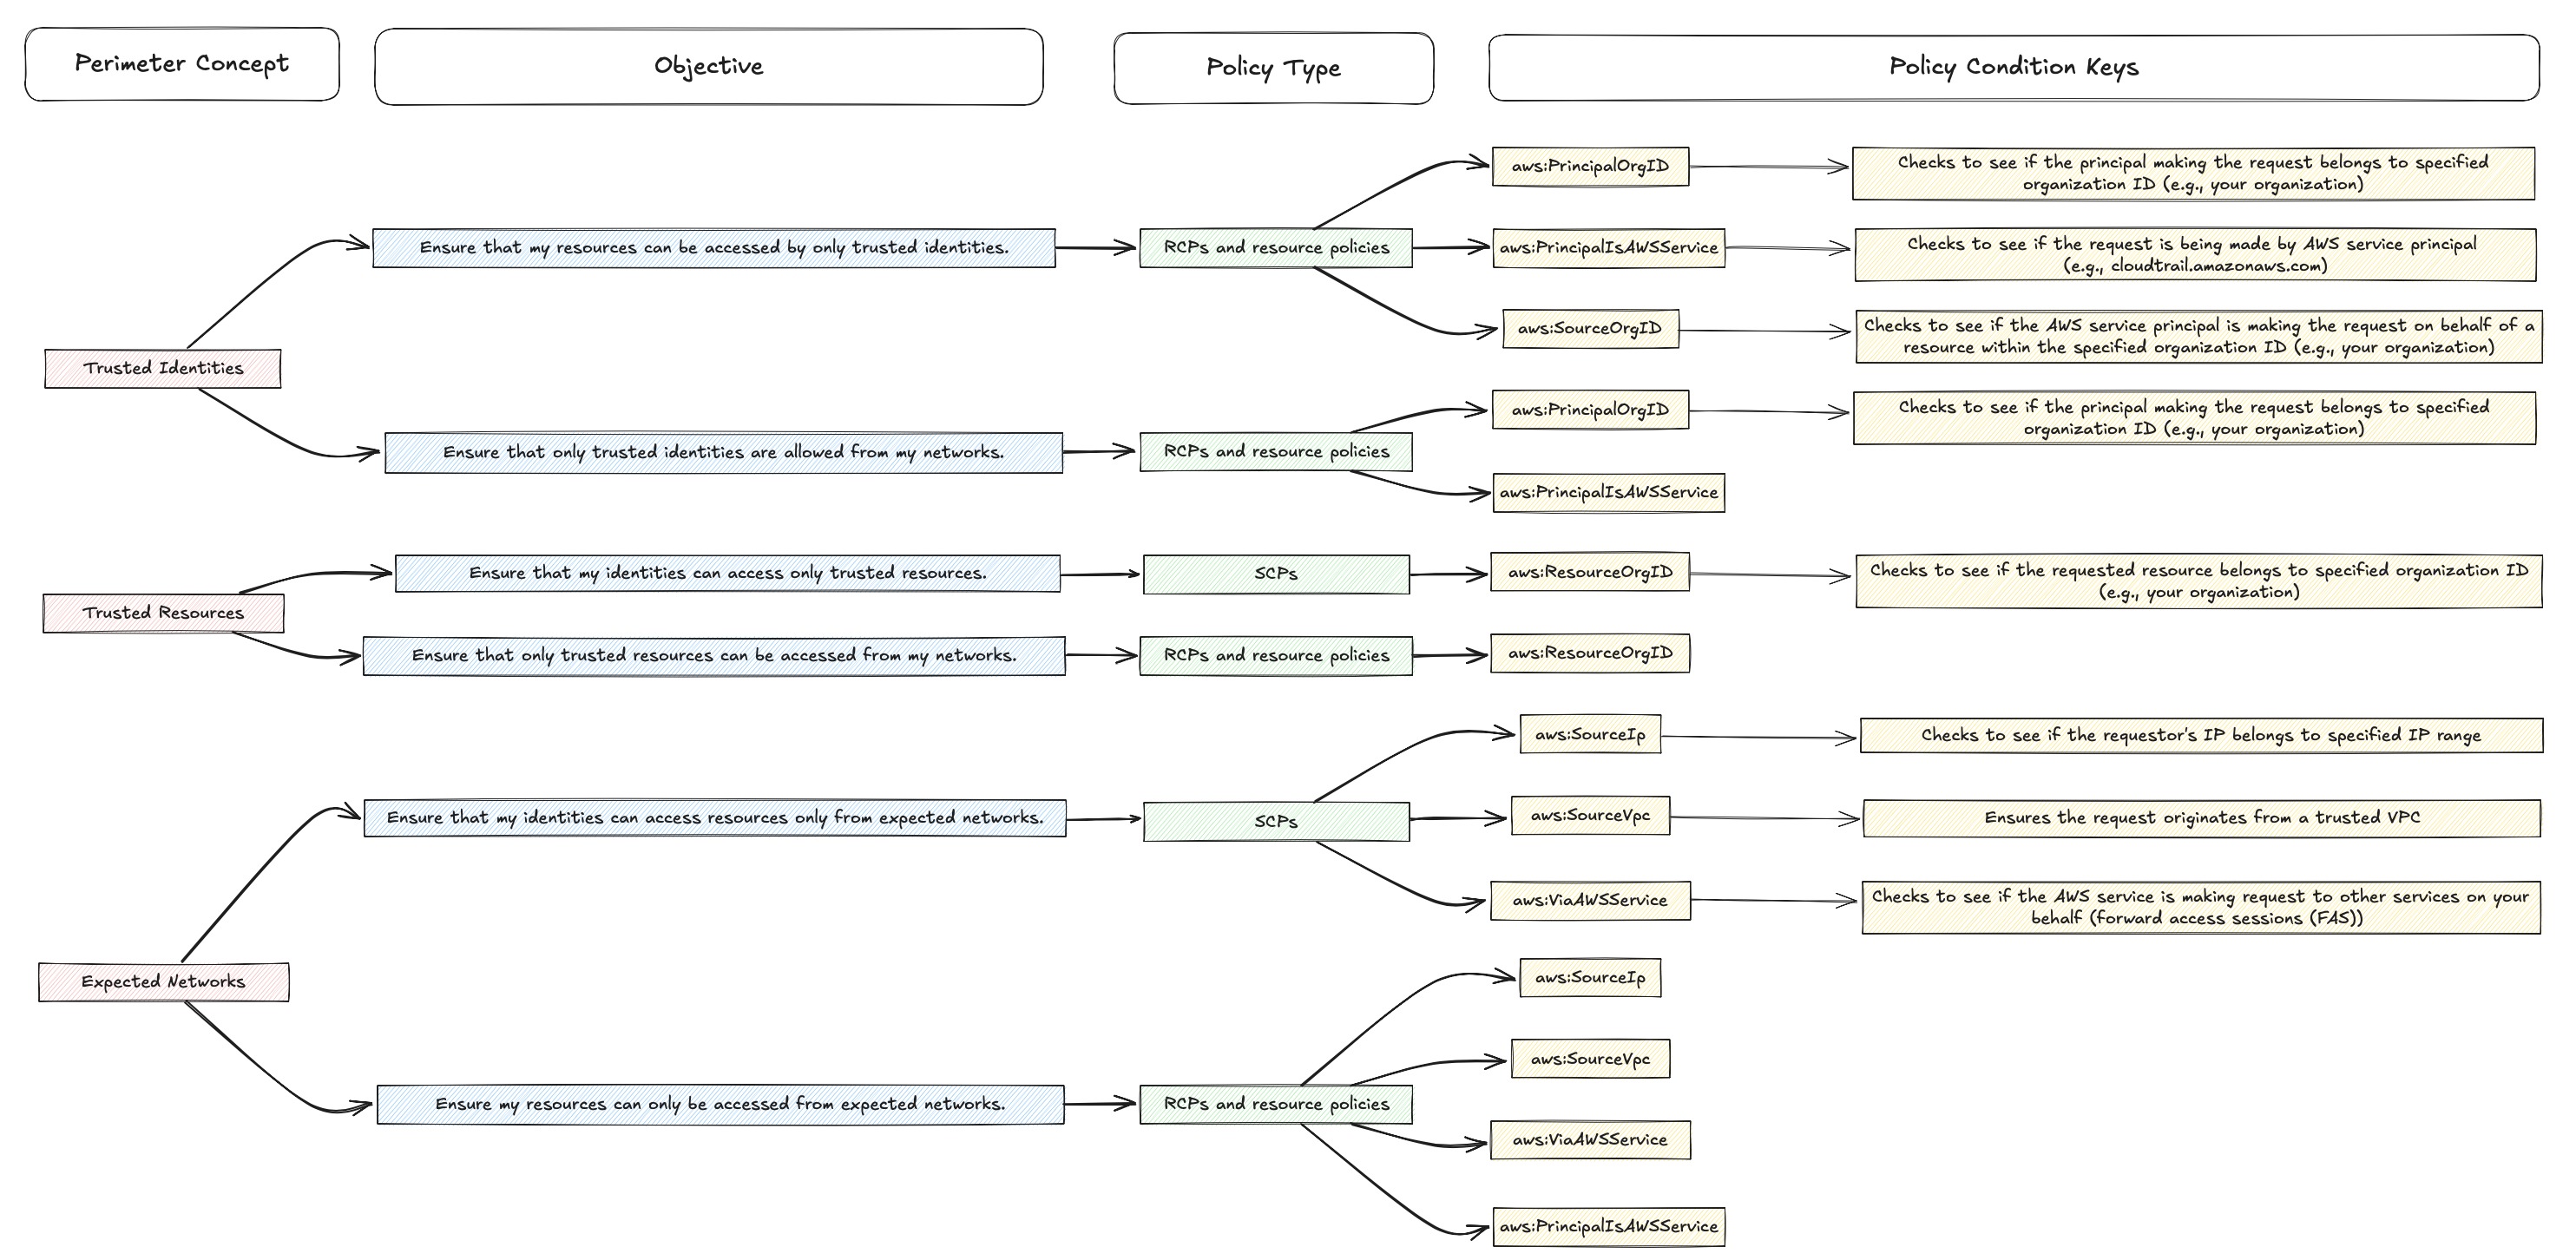 Perimeter Concept
Objective
Policy Type
Policy Condition Keys
Trusted Identities
Ensure that my resources can be accessed by only trusted identities.
RCPs and resource policies
aws:PrincipalOrgID
Checks to see if the principal making the request belongs to specified
organization ID (e.g., your organization)
aws:PrincipalIsAWSService
Checks to see if the request is being made by AWS service principal
(e.g., cloudtrail.amazonaws.com)
aws:SourceOrgID
Checks to see if the AWS service principal is making the request on behalf of a
resource within the specified organization ID (e.g., your organization)
Ensure that only trusted identities are allowed from my networks.
RCPs and resource policies
aws:PrincipalOrgID
Checks to see if the principal making the request belongs to specified
organization ID (e.g., your organization)
aws:PrincipalIsAWSService
Trusted Resources
Ensure that my identities can access only trusted resources.
SCPs
aws:ResourceOrgID
Checks to see if the requested resource belongs to specified organization ID
(e.g., your organization)
Ensure that only trusted resources can be accessed from my networks.
RCPs and resource policies
aws:ResourceOrgID
Expected Networks
Ensure that my identities can access resources only from expected networks.
SCPs
aws:SourceIp
Checks to see if the requestor's IP belongs to specified IP range
aws:SourceVpc
Ensures the request originates from a trusted VPC
aws:ViaAWSService
Checks to see if the AWS service is making request to other services on your
behalf (forward access sessions (FAS))
Ensure my resources can only be accessed from expected networks.
RCPs and resource policies
aws:SourceIp
aws:SourceVpc
aws:ViaAWSService
aws:PrincipalIsAWSService